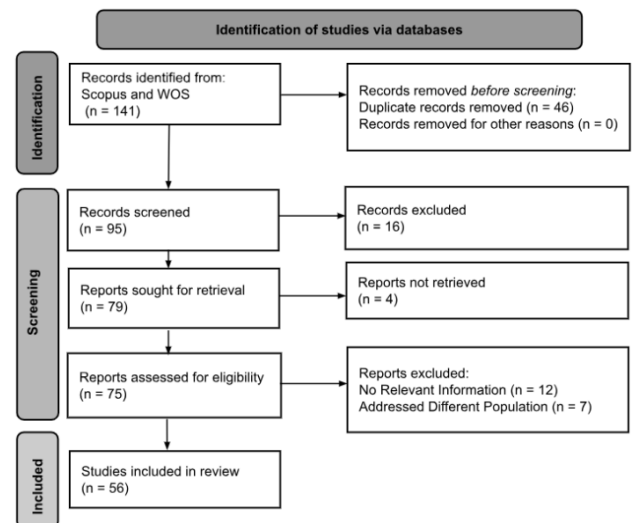 Identification of studies via databases
Identification
Records identified from:
Scopus and WOS
(n = 141)
Records removed before screening:
Duplicate records removed (n = 46)
Records removed for other reasons (n = 0)
Screening
Records screened
(n = 95)
Records excluded
(n = 16)
Reports sought for retrieval
(n = 79)
Reports not retrieved
(n = 4)
Reports assessed for eligibility
(n = 75)
Reports excluded:
No Relevant Information (n = 12)
Addressed Different Population (n = 7)
Included
Studies included in review
(n = 56)